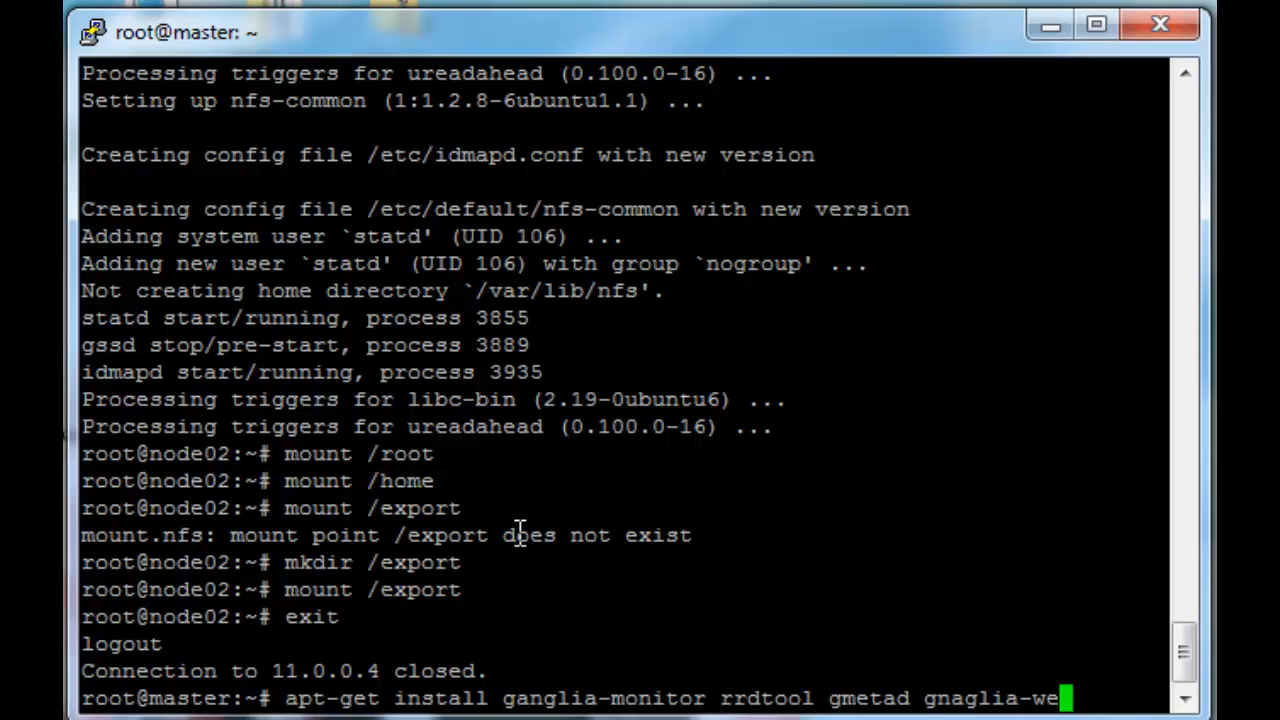 root@master: ~
Processing triggers for ureadahead (0.100.0-16) ...
Setting up nfs-common (1:1.2.8-6ubuntu1.1) ...
Creating config file /etc/idmapd.conf with new version
Creating config file /etc/default/nfs-common with new version
Adding system user `statd' (UID 106) ...
Adding new user `statd' (UID 106) with group `nogroup' ...
Not creating home directory `/var/lib/nfs'.
statd start/running, process 3855
gssd stop/pre-start, process 3889
idmapd start/running, process 3935
Processing triggers for libc-bin (2.19-0ubuntu6) ...
Processing triggers for ureadahead (0.100.0-16) ...
root@node02:~# mount /root
root@node02:~# mount /home
root@node02:~# mount /export
mount.nfs: mount point /export does not exist
root@node02:~# mkdir /export
root@node02:~# mount /export
root@node02:~# exit
logout
Connection to 11.0.0.4 closed.
root@master:~# apt-get install ganglia-monitor rrdtool gmetad gnaglia-we